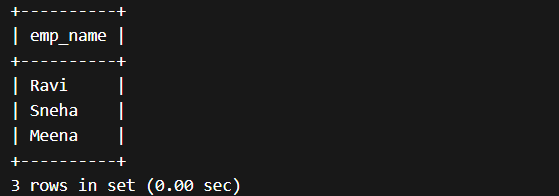 +----------+
| emp_name |
+----------+
| Ravi     |
| Sneha    |
| Meena    |
+----------+
3 rows in set (0.00 sec)